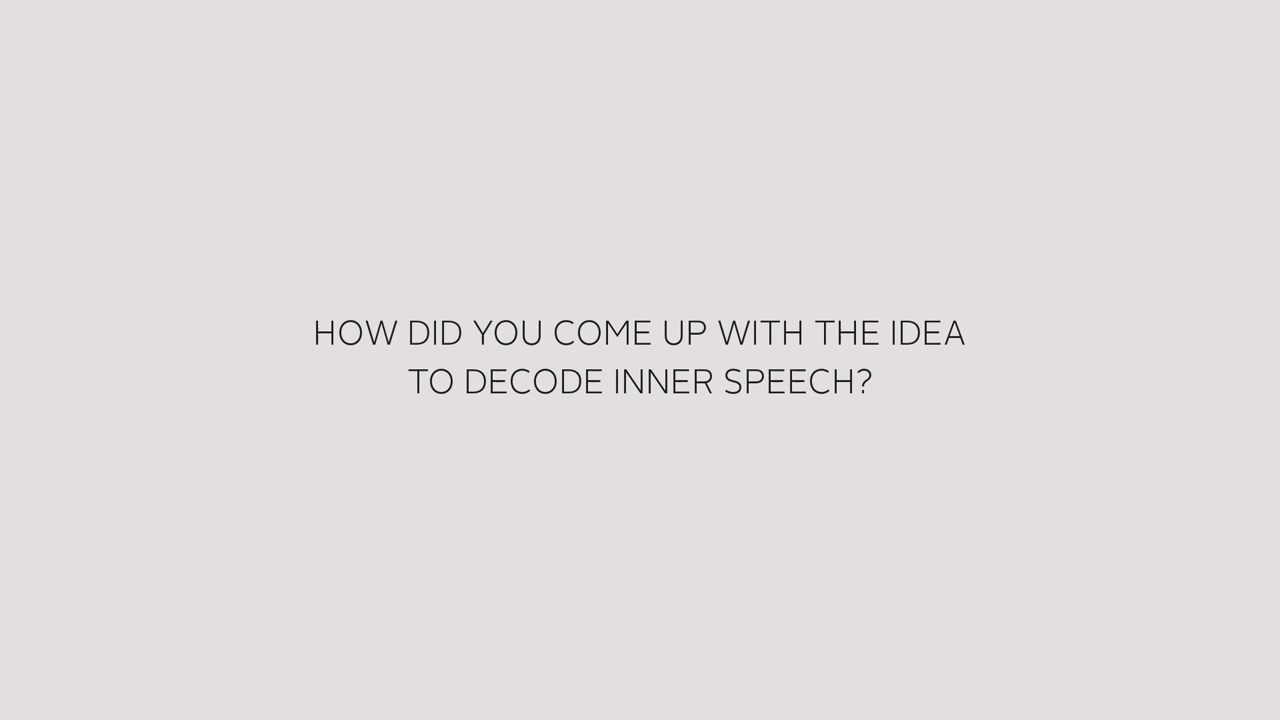 HOW DID YOU COME UP WITH THE IDEA
TO DECODE INNER SPEECH?